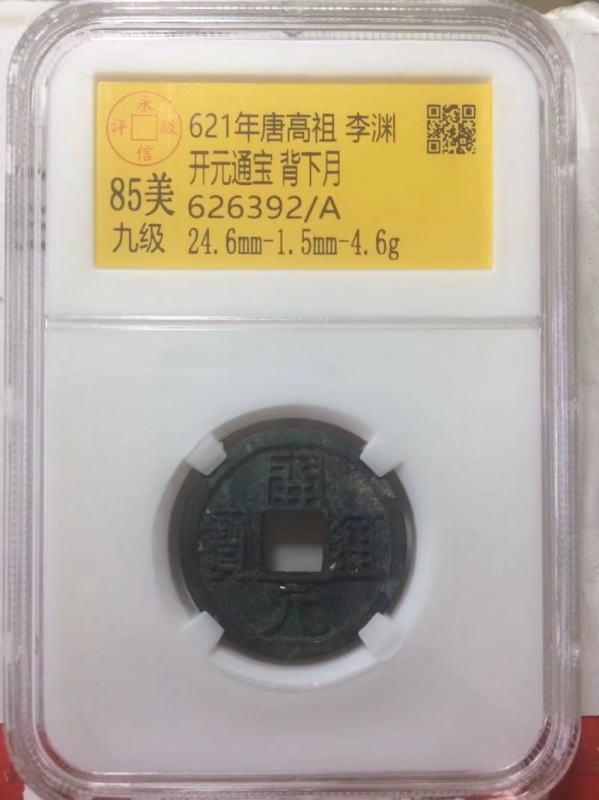 永
评 级
信
621年唐高祖 李渊
开元通宝 背下月
85美
626392/A
九级
24.6mm-1.5mm-4.6g
開
寶 通
元